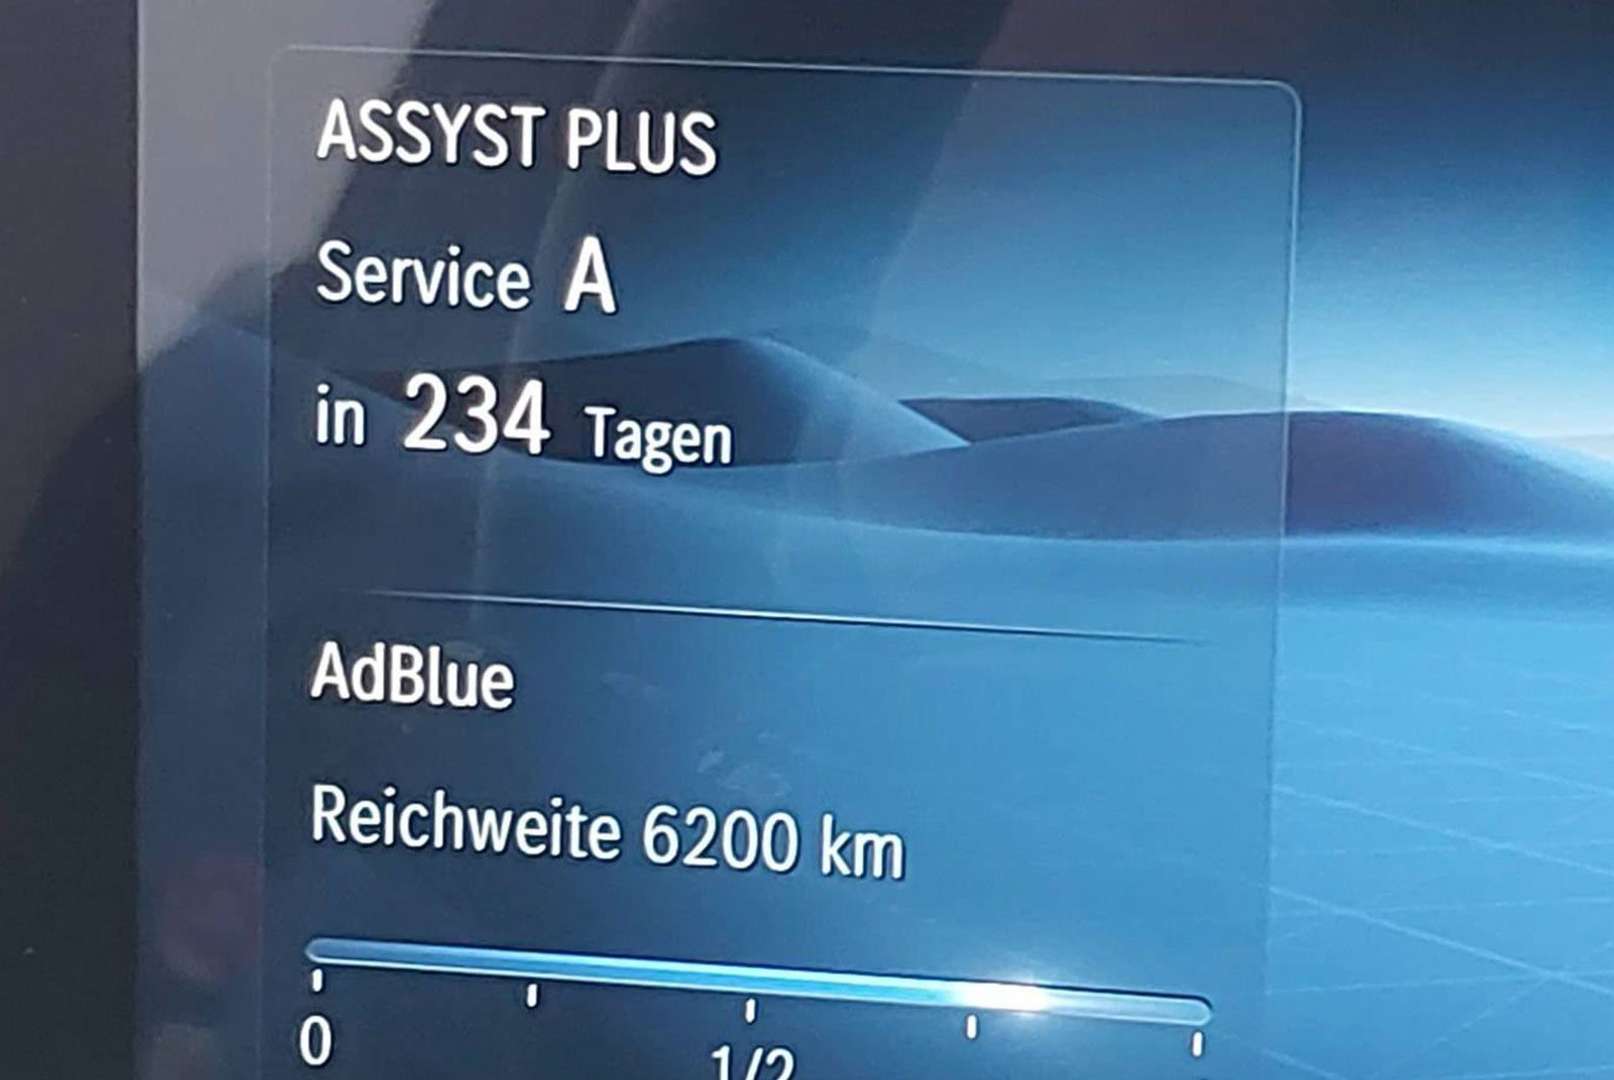 ASSYST PLUS
Service A
in 234 Tagen
AdBlue
Reichweite 6200 km
0 1/2